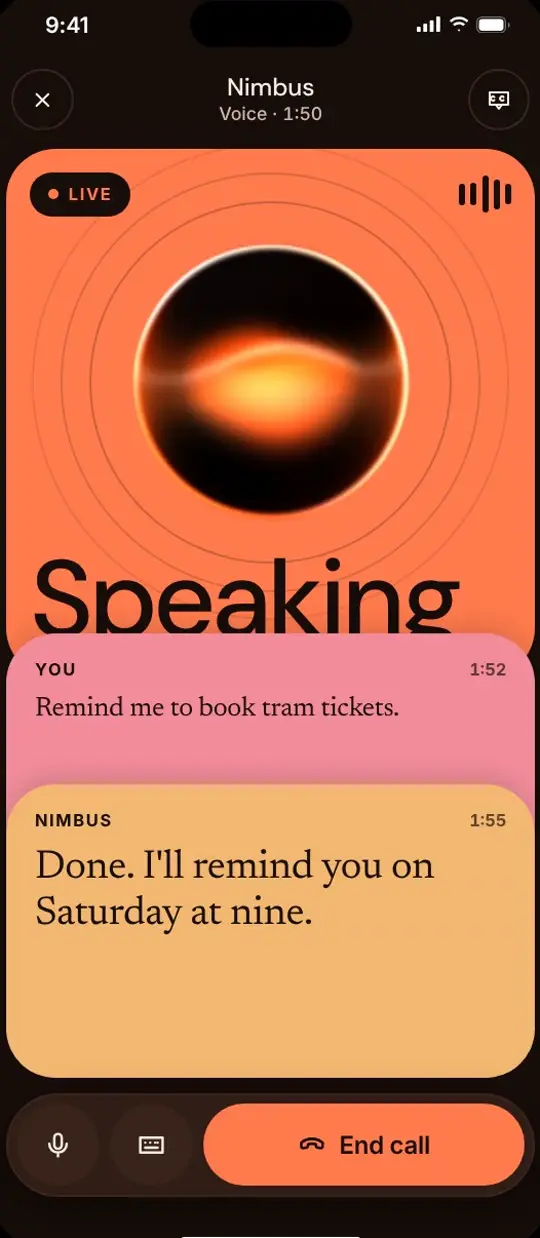 9:41
Nimbus
Voice · 1:50
CC
LIVE
Speaking
YOU
1:52
Remind me to book tram tickets.
NIMBUS
1:55
Done. I'll remind you on
Saturday at nine.
End call